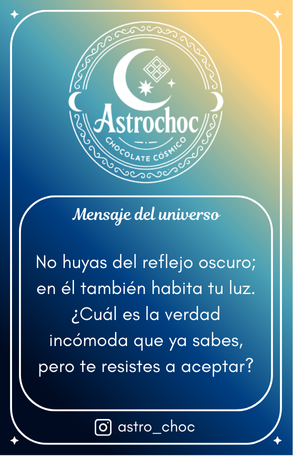 Astrochoc
CHOCOLATE CÓSMICO
Mensaje del universo
No huyas del reflejo oscuro;
en él también habita tu luz.
¿Cuál es la verdad
incómoda que ya sabes,
pero te resistes a aceptar?
astro_choc